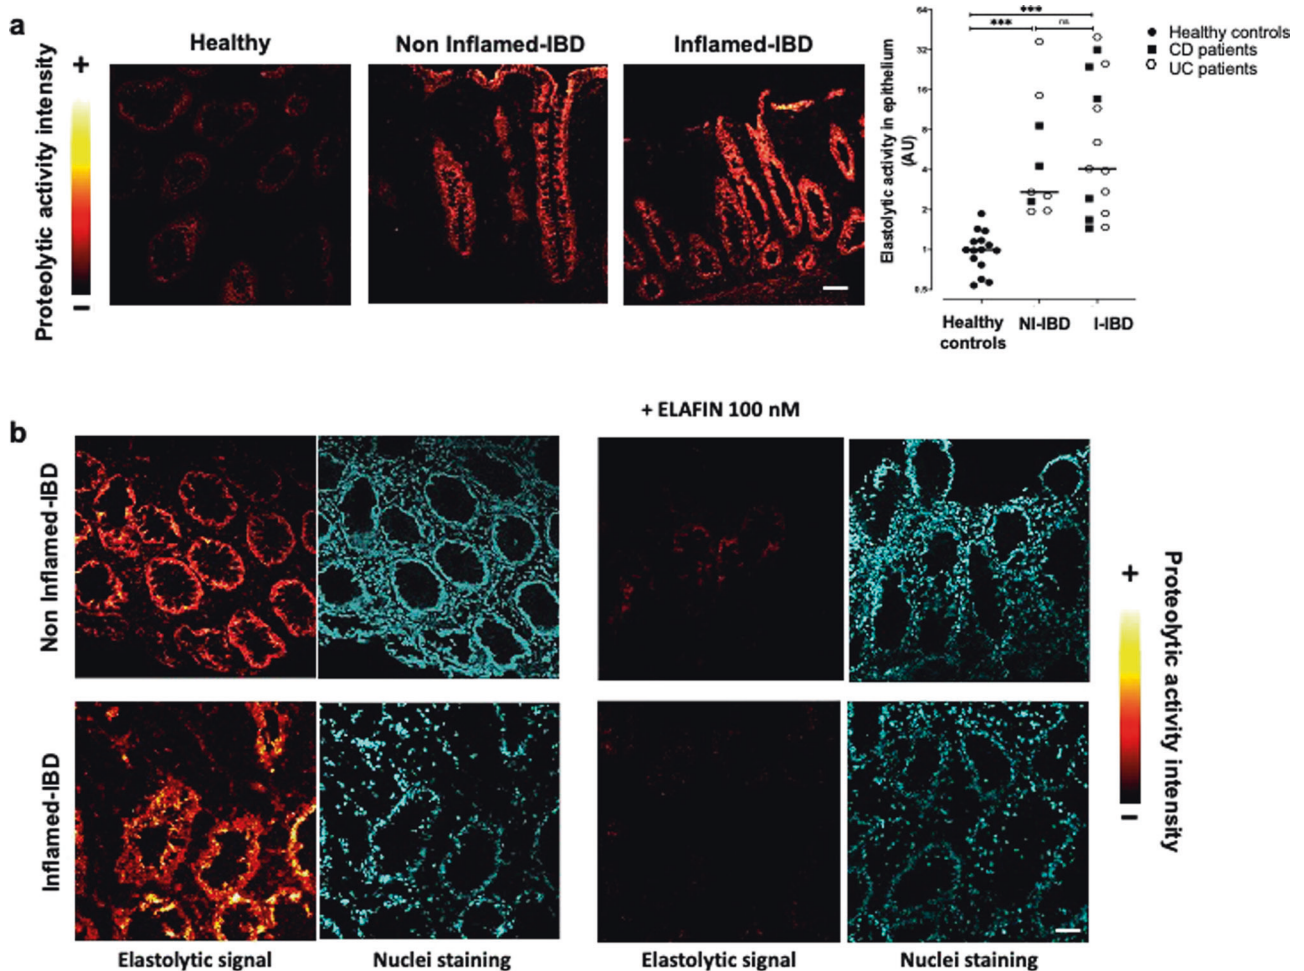 a
Proteolytic activity intensity
+
−
Healthy
Non Inflamed-IBD
Inflamed-IBD
Elastolytic activity in epithelium
(AU)
64
32
16
8
4
2
1
0.5
***
***
ns
Healthy
controls
NI-IBD
I-IBD
Healthy controls
CD patients
UC patients
b
+ ELAFIN 100 nM
Non Inflamed-IBD
Inflamed-IBD
Elastolytic signal
Nuclei staining
Elastolytic signal
Nuclei staining
+
−
Proteolytic activity intensity